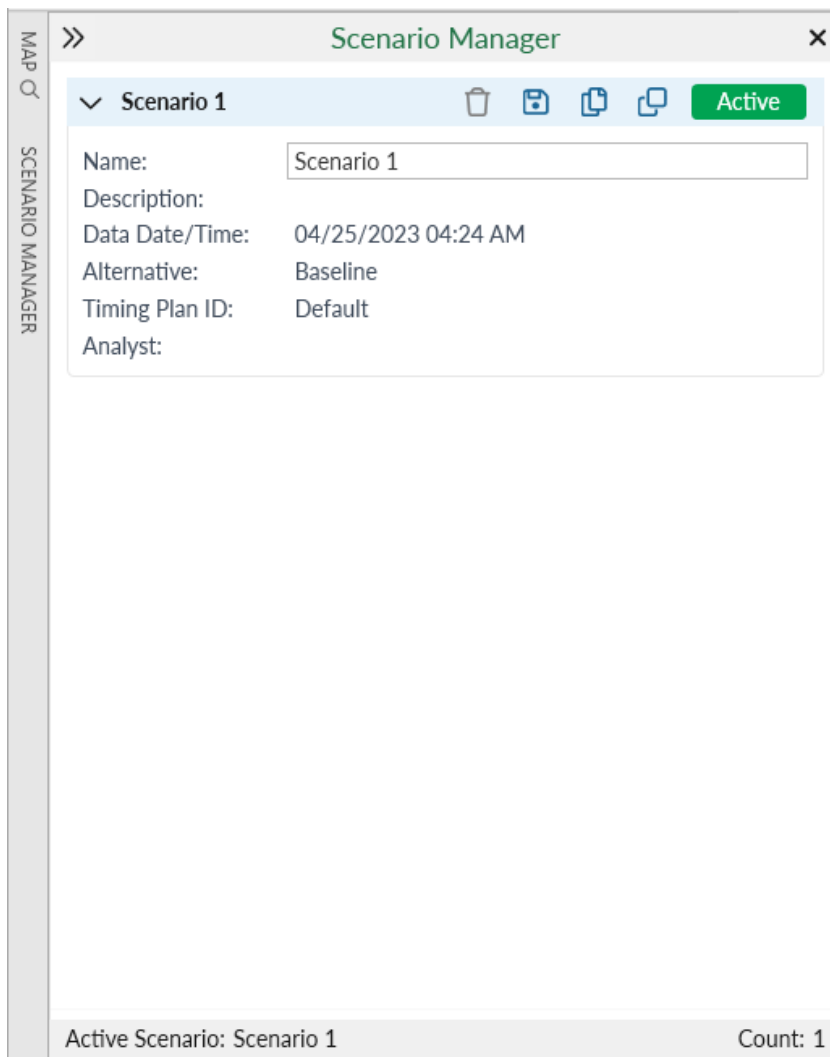 MAP
SCENARIO MANAGER
Scenario Manager
Scenario 1
Active
Name: Scenario 1
Description:
Data Date/Time: 04/25/2023 04:24 AM
Alternative: Baseline
Timing Plan ID: Default
Analyst:
Active Scenario: Scenario 1 Count: 1